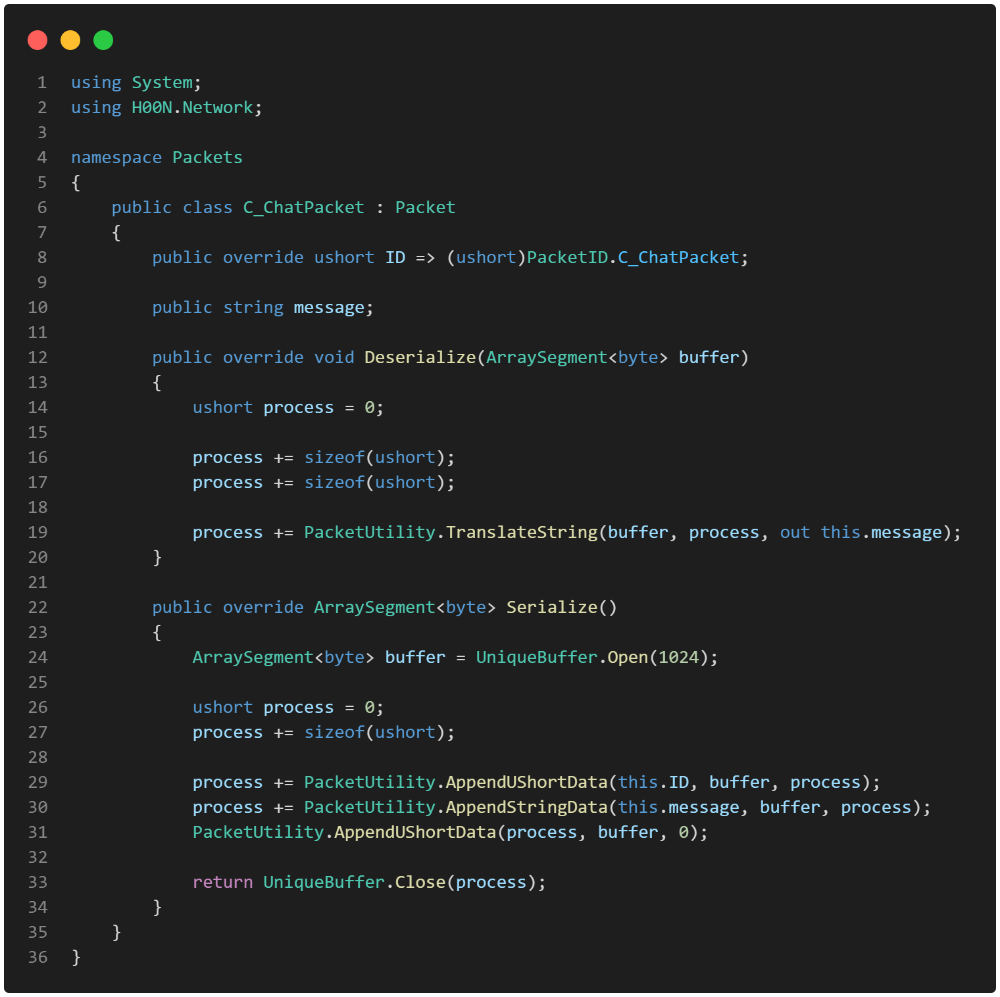 1 using System;
2 using H00N.Network;
3
4 namespace Packets
5 {
6     public class C_ChatPacket : Packet
7     {
8         public override ushort ID => (ushort)PacketID.C_ChatPacket;
9
10         public string message;
11
12         public override void Deserialize(ArraySegment<byte> buffer)
13         {
14             ushort process = 0;
15
16             process += sizeof(ushort);
17             process += sizeof(ushort);
18
19             process += PacketUtility.TranslateString(buffer, process, out this.message);
20         }
21
22         public override ArraySegment<byte> Serialize()
23         {
24             ArraySegment<byte> buffer = UniqueBuffer.Open(1024);
25
26             ushort process = 0;
27             process += sizeof(ushort);
28
29             process += PacketUtility.AppendUShortData(this.ID, buffer, process);
30             process += PacketUtility.AppendStringData(this.message, buffer, process);
31             PacketUtility.AppendUShortData(process, buffer, 0);
32
33             return UniqueBuffer.Close(process);
34         }
35     }
36 }